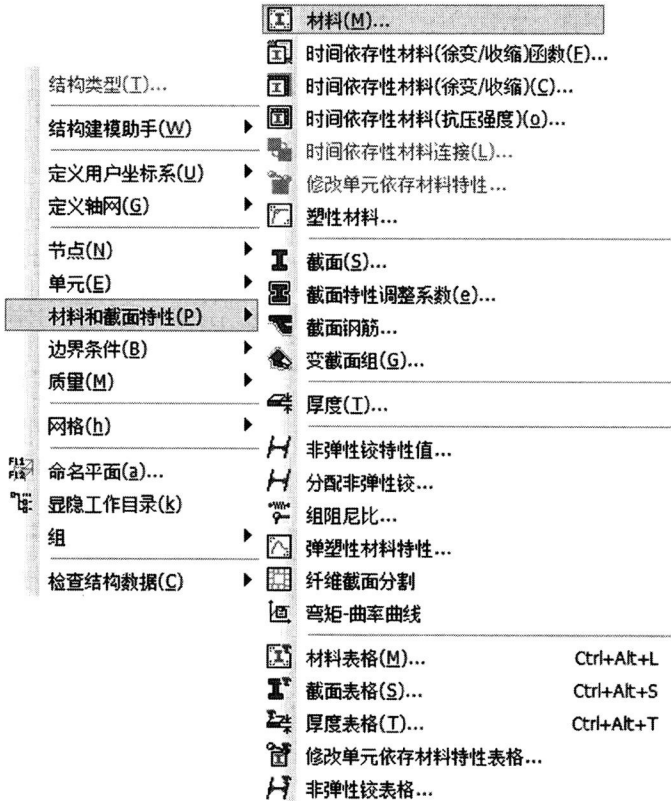 结构类型(T)...
结构建模助手(W)
定义用户坐标系(U)
定义轴网(G)
节点(N)
单元(E)
材料和截面特性(P)
边界条件(B)
质量(M)
网格(h)
命名平面(a)...
显隐工作目录(k)
组
检查结构数据(C)
材料(M)...
时间依存性材料(徐变/收缩)函数(F)...
时间依存性材料(徐变/收缩)(C)...
时间依存性材料(抗压强度)(o)...
时间依存性材料连接(L)...
修改单元依存材料特性...
塑性材料...
截面(S)...
截面特性调整系数(e)...
截面钢筋...
变截面组(G)...
厚度(T)...
非弹性铰特性值...
分配非弹性铰...
组阻尼比...
弹塑性材料特性...
纤维截面分割
弯矩-曲率曲线
材料表格(M)... Ctrl+Alt+L
截面表格(S)... Ctrl+Alt+S
厚度表格(T)... Ctrl+Alt+T
修改单元依存材料特性表格...
非弹性铰表格...